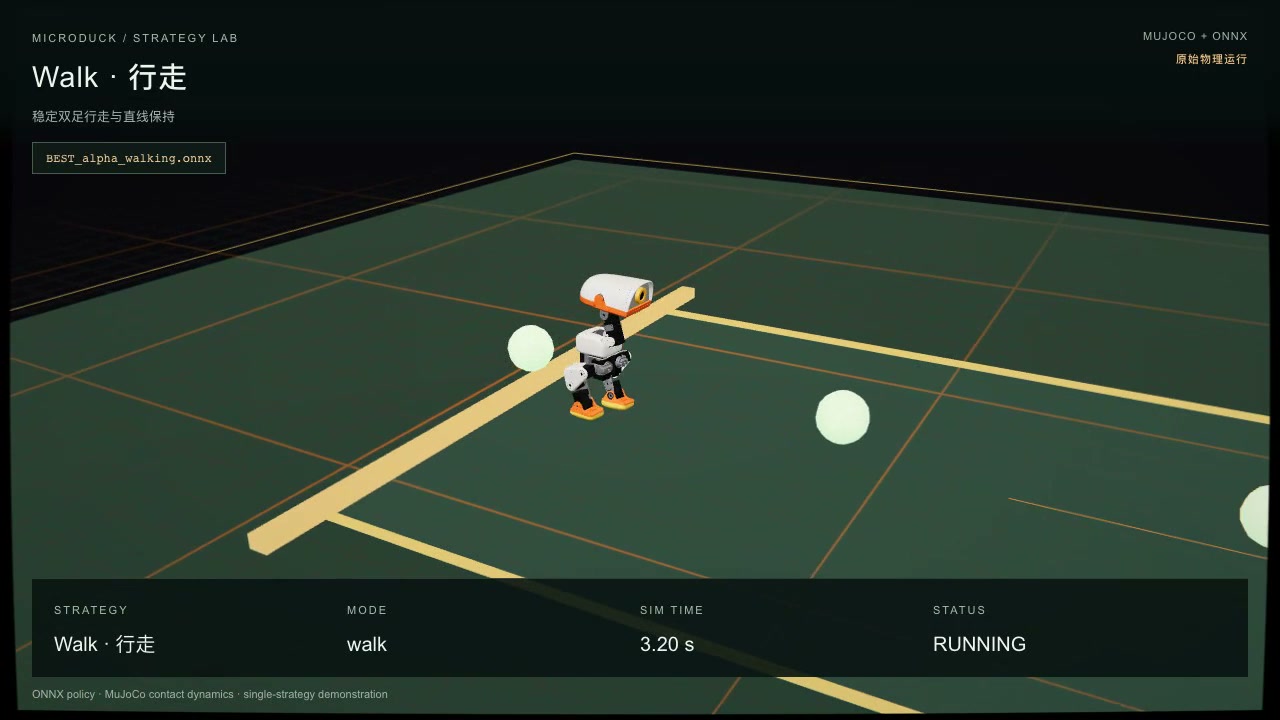 MICRODUCK / STRATEGY LAB
MUJOCO + ONNX
Walk · 行走
原始物理运行
稳定双足行走与直线保持
BEST_alpha_walking.onnx
STRATEGY
MODE
SIM TIME
STATUS
Walk · 行走
walk
3.20 s
RUNNING
ONNX policy · MuJoCo contact dynamics · single-strategy demonstration